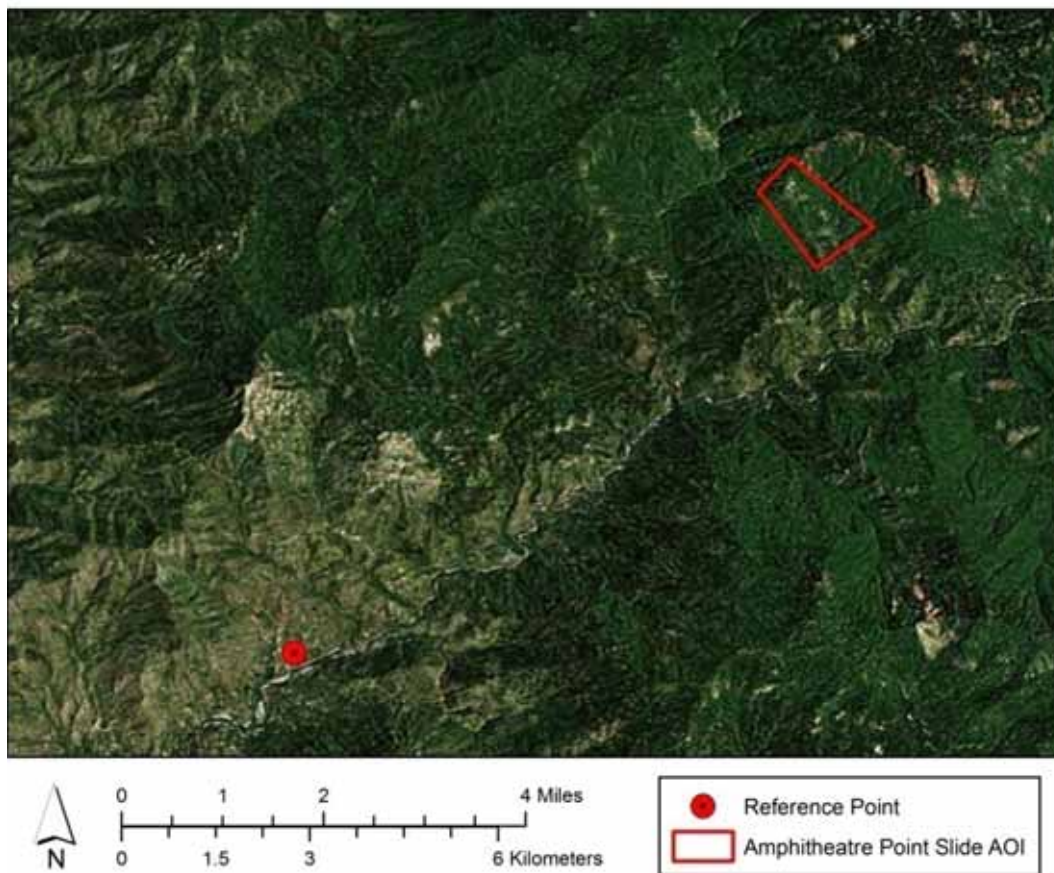 0 1 2 4 Miles
0 1.5 3 6 Kilometers
N
Reference Point
Amphitheatre Point Slide AOI